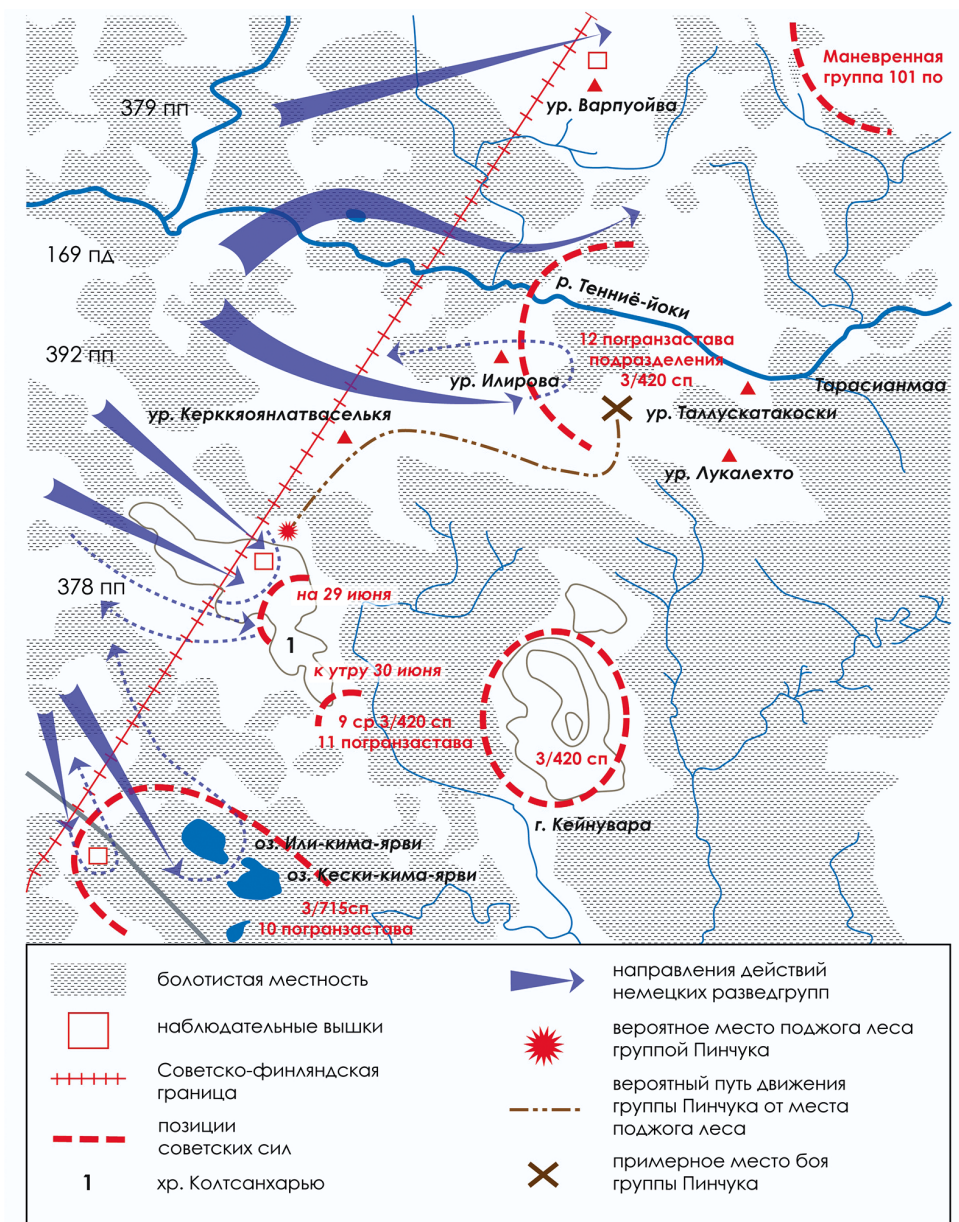 Маневренная
группа 101 по
379 пп
ур. Варпуойва
169 пд
р. Тенниё-йоки
392 пп
12 погранзастава
подразделения
3/420 сп
ур. Илирова
Тарасианмаа
ур. Керккяоянлатваселькя
ур. Таллускатакоски
ур. Лукалехто
378 пп
на 29 июня
1
к утру 30 июня
9 ср 3/420 сп
11 погранзастава
3/420 сп
г. Кейнувара
оз. Или-кима-ярви
оз. Кески-кима-ярви
3/715сп
10 погранзастава
болотистая местность
наблюдательные вышки
Советско-финляндская
граница
позиции
советских сил
1
хр. Колтсанхарью
направления действий
немецких разведгрупп
вероятное место поджога леса
группой Пинчука
вероятный путь движения
группы Пинчука от места
поджога леса
примерное место боя
группы Пинчука